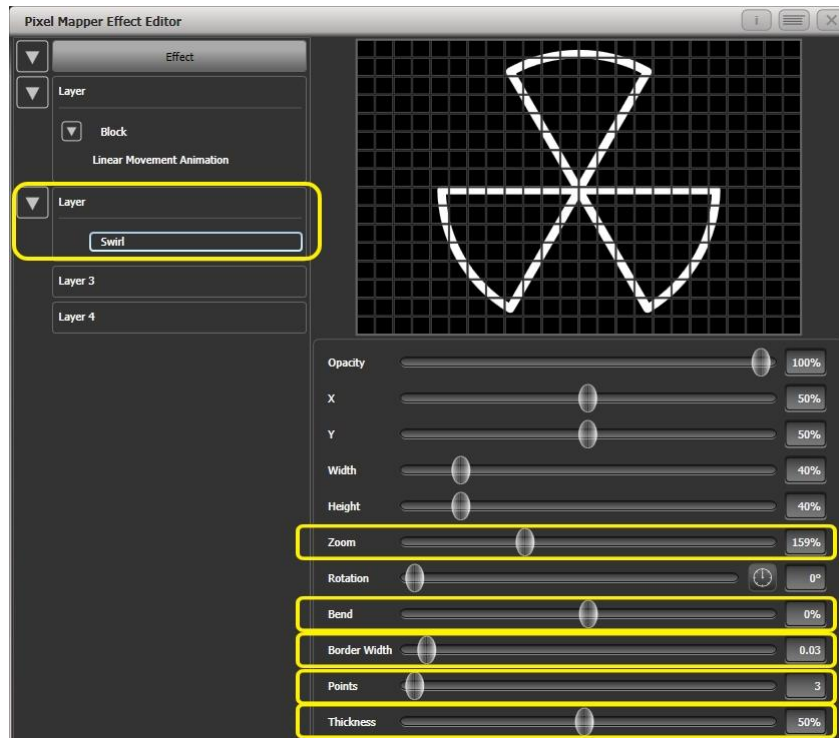 Pixel Mapper Effect Editor
Effect
Layer
Block
Linear Movement Animation
Layer
Swirl
Layer 3
Layer 4
Opacity 100%
X 50%
Y 50%
Width 40%
Height 40%
Zoom 159%
Rotation 0°
Bend 0%
Border Width 0.03
Points 3
Thickness 50%